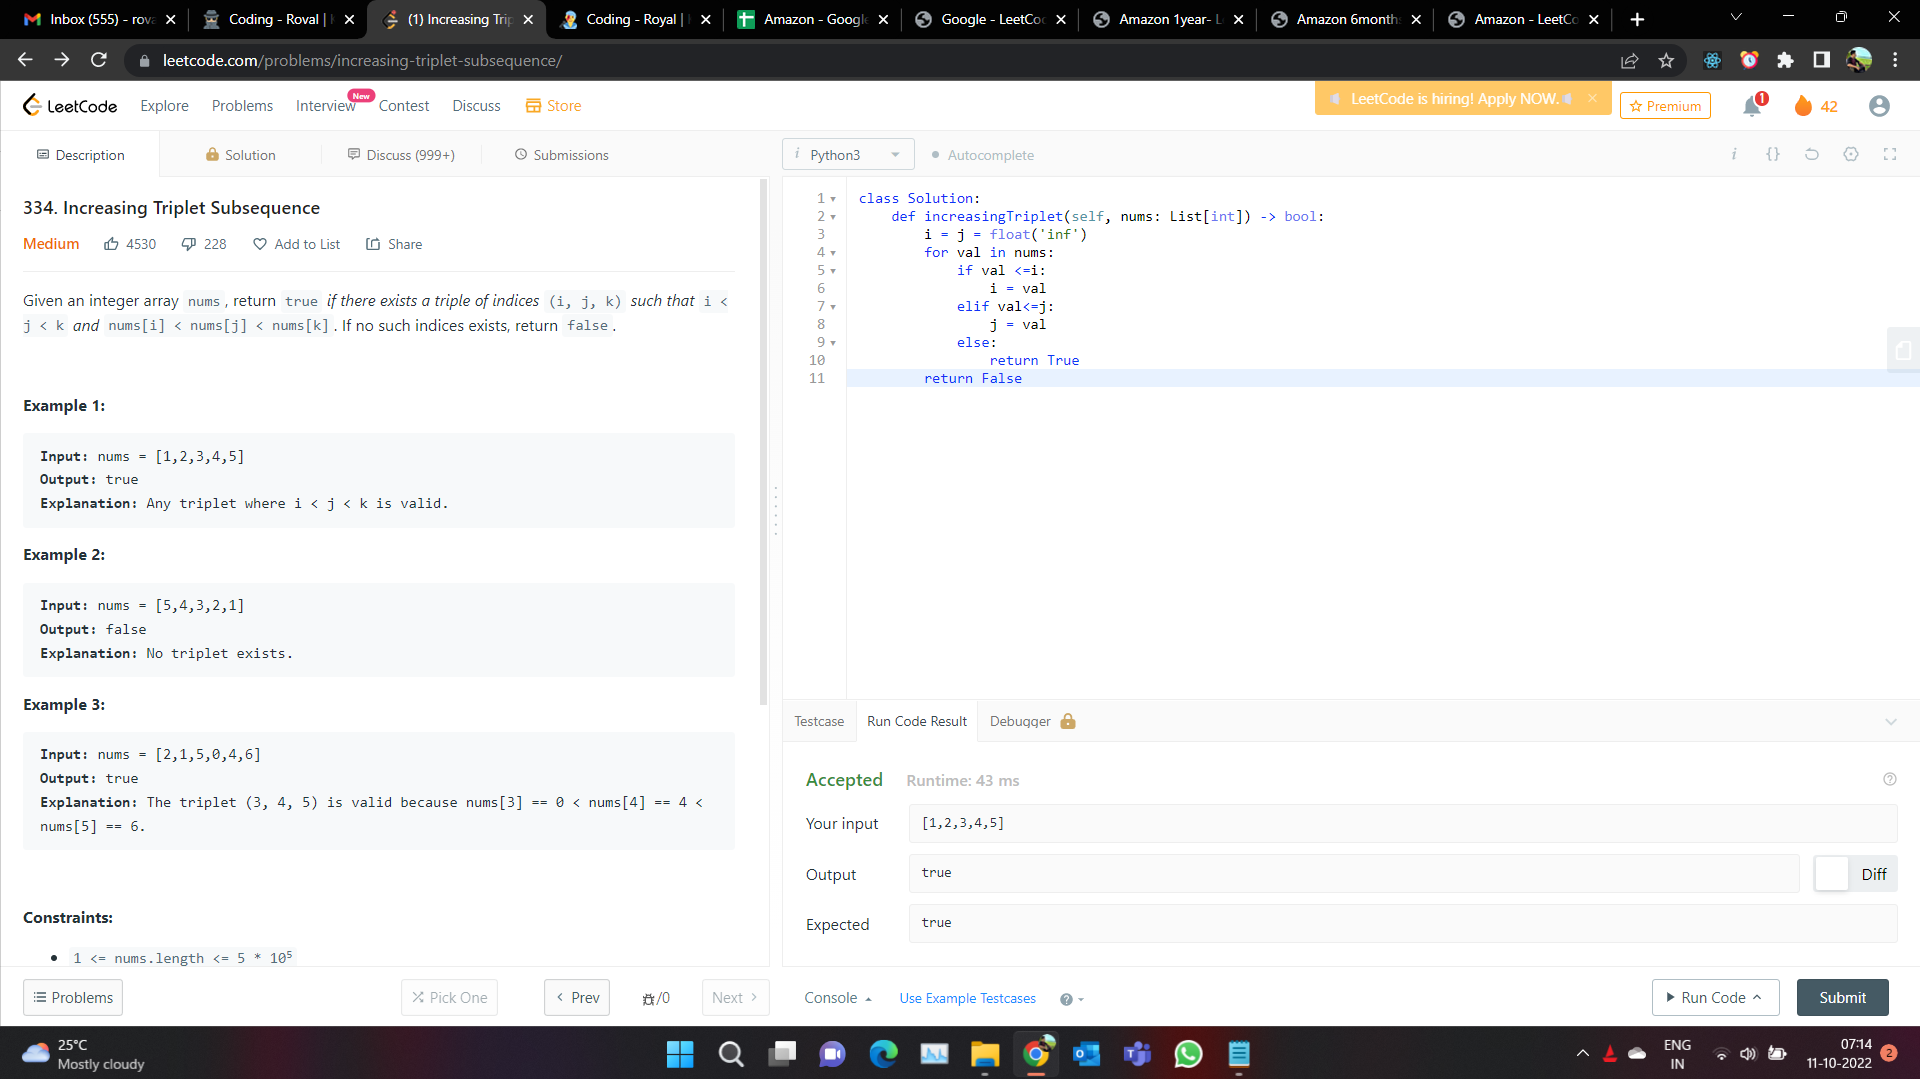 Inbox (555) - rova
Coding - Royal |
(1) Increasing Trip
Coding - Royal |
Amazon - Google
Google - LeetCo
Amazon 1year- L
Amazon 6month
Amazon - LeetCo
leetcode.com/problems/increasing-triplet-subsequence/
LeetCode
Explore
Problems
Interview
New
Contest
Discuss
Store
LeetCode is hiring! Apply NOW.
Premium
1
42
Description
Solution
Discuss (999+)
Submissions
i Python3
Autocomplete
i {}
334. Increasing Triplet Subsequence
Medium 4530 228 Add to List Share
Given an integer array nums , return true if there exists a triple of indices (i, j, k) such that i <
j < k and nums[i] < nums[j] < nums[k] . If no such indices exists, return false .
Example 1:
Input: nums = [1,2,3,4,5]
Output: true
Explanation: Any triplet where i < j < k is valid.
Example 2:
Input: nums = [5,4,3,2,1]
Output: false
Explanation: No triplet exists.
Example 3:
Input: nums = [2,1,5,0,4,6]
Output: true
Explanation: The triplet (3, 4, 5) is valid because nums[3] == 0 < nums[4] == 4 <
nums[5] == 6.
Constraints:
1 <= nums.length <= 5 * 10⁵
Problems
Pick One
Prev
/0
Next
1 class Solution:
2 def increasingTriplet(self, nums: List[int]) -> bool:
3 i = j = float('inf')
4 for val in nums:
5 if val <=i:
6 i = val
7 elif val<=j:
8 j = val
9 else:
10 return True
11 return False
Testcase
Run Code Result
Debugger
Accepted Runtime: 43 ms
Your input [1,2,3,4,5]
Output true Diff
Expected true
Console
Use Example Testcases
Run Code
Submit
25°C
Mostly cloudy
ENG
IN
07:14
11-10-2022
2